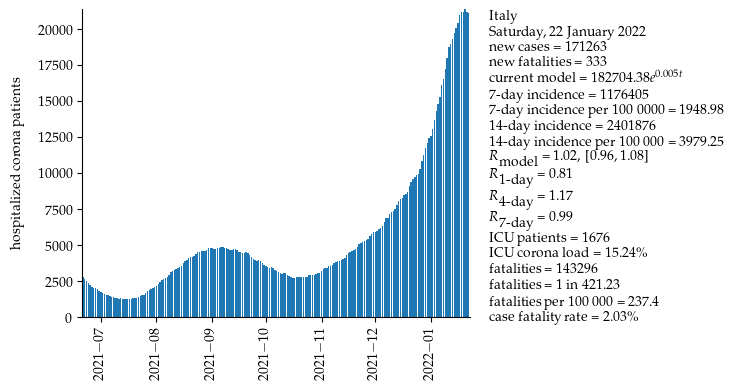 hospitalized corona patients
20000
17500
15000
12500
10000
7500
5000
2500
0
2021−07
2021−08
2021−09
2021−10
2021−11
2021−12
2022−01
Italy
Saturday, 22 January 2022
new cases = 171263
new fatalities = 333
current model = 182704.38e^0.005t
7-day incidence = 1176405
7-day incidence per 100 0000 = 1948.98
14-day incidence = 2401876
14-day incidence per 100 000 = 3979.25
R_model = 1.02, [0.96, 1.08]
R_1-day = 0.81
R_4-day = 1.17
R_7-day = 0.99
ICU patients = 1676
ICU corona load = 15.24%
fatalities = 143296
fatalities = 1 in 421.23
fatalities per 100 000 = 237.4
case fatality rate = 2.03%